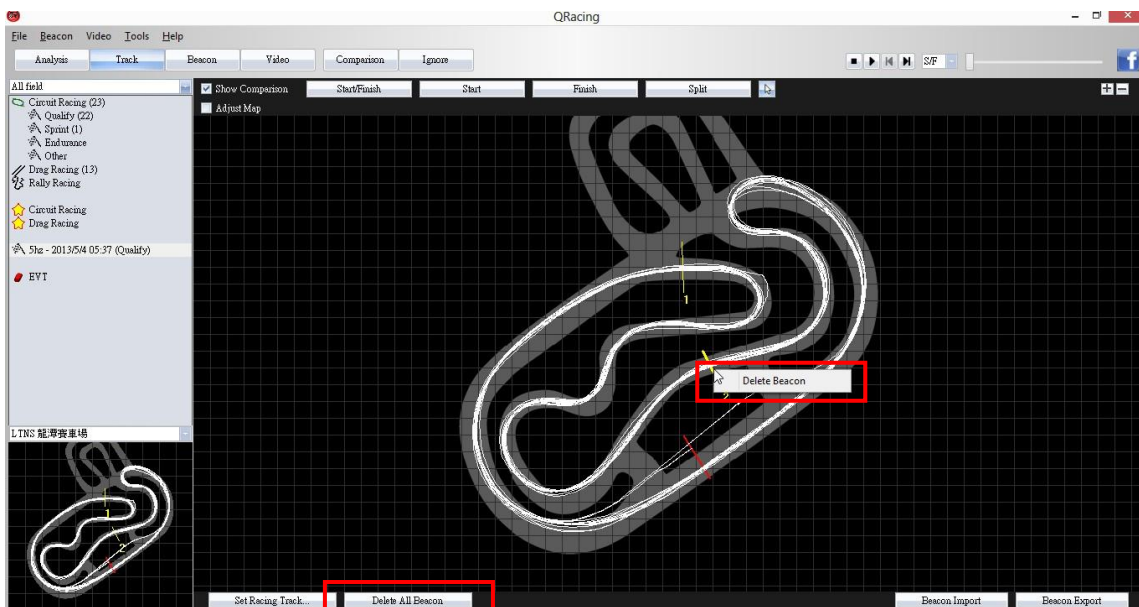 QRacing
File Beacon Video Tools Help
Analysis Track Beacon Video Comparison Ignore S/F f
All field
Circuit Racing (23)
Qualify (22)
Sprint (1)
Endurance
Other
Drag Racing (13)
Rally Racing
Circuit Racing
Drag Racing
5hz - 2013/5/4 05:37 (Qualify)
EVT
LTNS 龍潭賽車場
1
2
Show Comparison Start/Finish Start Finish Split
Adjust Map
1
Delete Beacon
2
Set Racing Track... Delete All Beacon Beacon Import Beacon Export